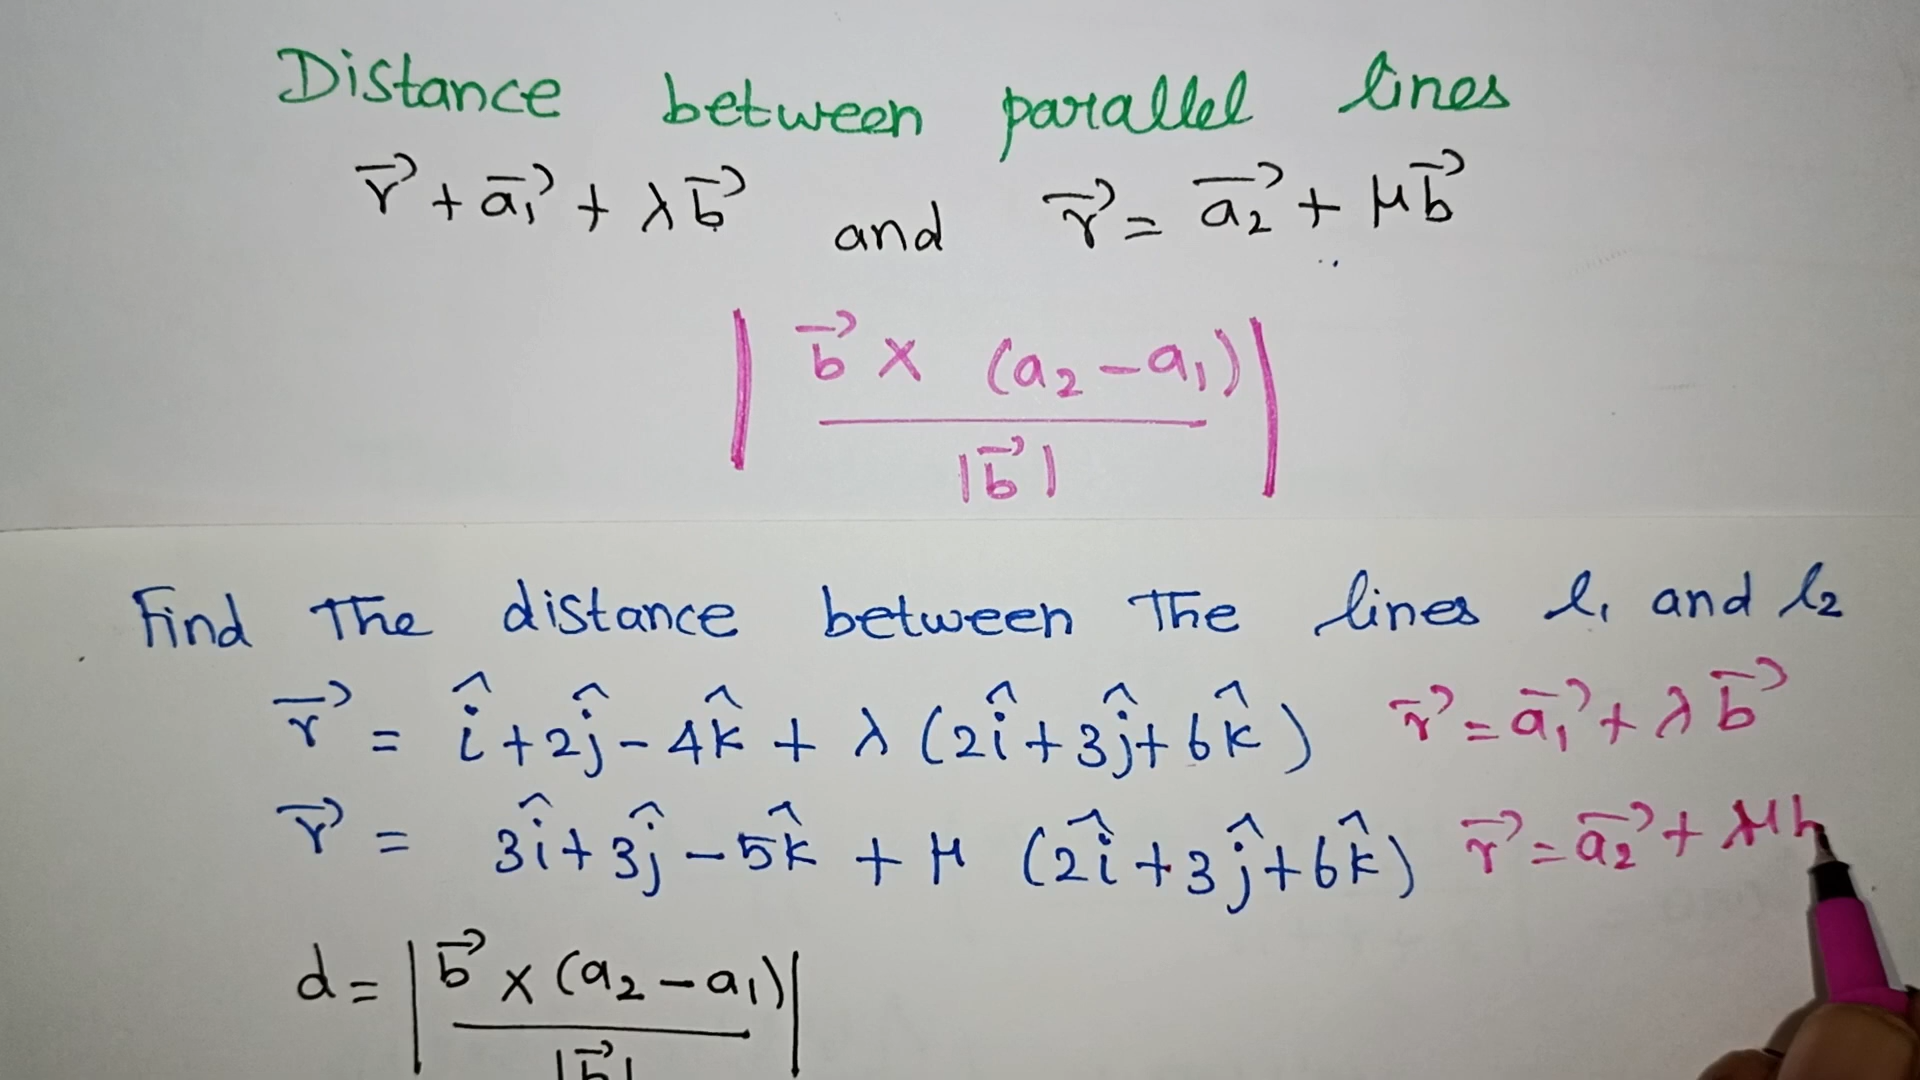 Distance between parallel lines
r⃗ + a⃗₁ + λb⃗ and r⃗ = a⃗₂ + μb⃗
| b⃗ × (a₂ − a₁) / |b⃗| |
Find The distance between The lines l₁ and l₂
r⃗ = î + 2ĵ − 4k̂ + λ (2î + 3ĵ + 6k̂) r⃗ = a⃗₁ + λb⃗
r⃗ = 3î + 3ĵ − 5k̂ + μ (2î + 3ĵ + 6k̂) r⃗ = a⃗₂ + μb
d = | b⃗ × (a₂ − a₁) / |b⃗| |